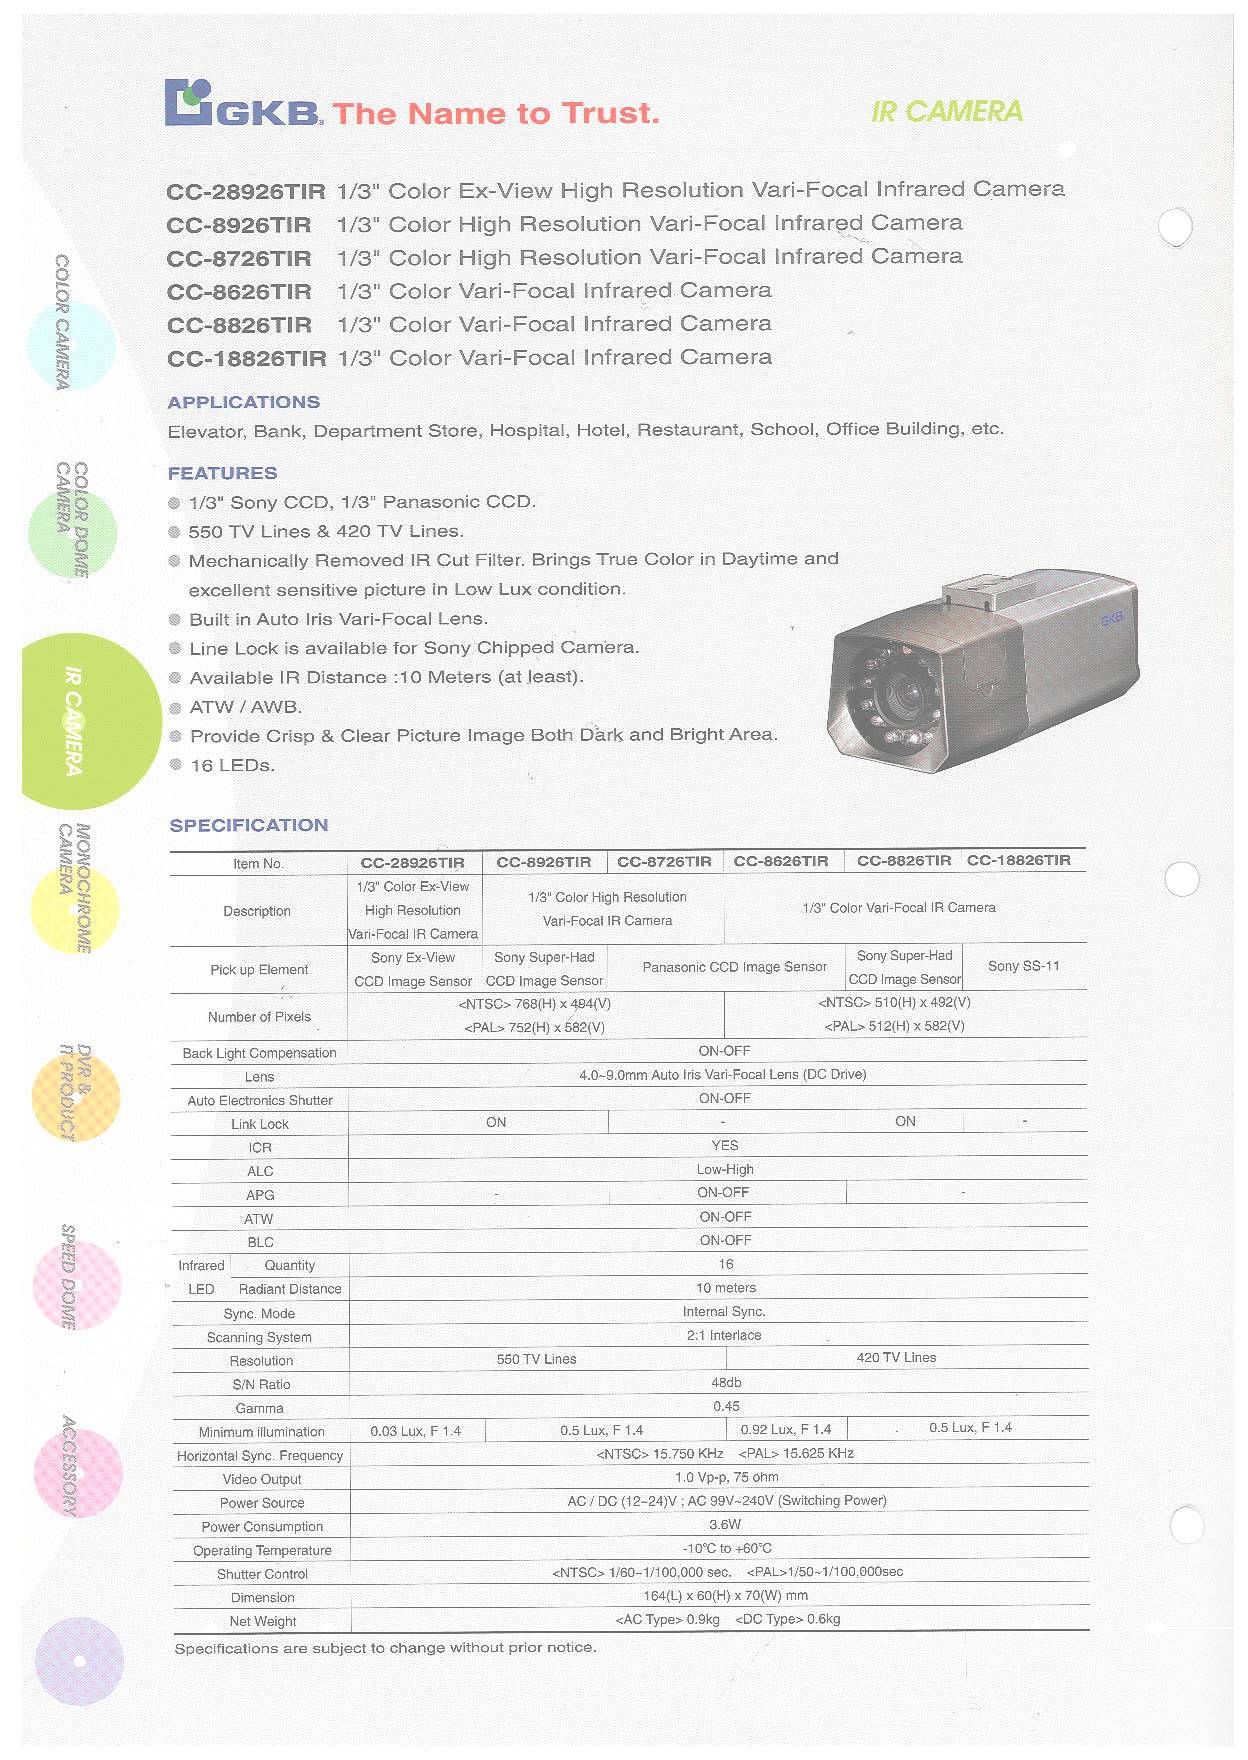 GKB® The Name to Trust.
IR CAMERA
CC-28926TIR 1/3" Color Ex-View High Resolution Vari-Focal Infrared Camera
CC-8926TIR 1/3" Color High Resolution Vari-Focal Infrared Camera
CC-8726TIR 1/3" Color High Resolution Vari-Focal Infrared Camera
CC-8626TIR 1/3" Color Vari-Focal Infrared Camera
CC-8826TIR 1/3" Color Vari-Focal Infrared Camera
CC-18826TIR 1/3" Color Vari-Focal Infrared Camera
APPLICATIONS
Elevator, Bank, Department Store, Hospital, Hotel, Restaurant, School, Office Building, etc.
FEATURES
1/3" Sony CCD, 1/3" Panasonic CCD.
550 TV Lines & 420 TV Lines.
Mechanically Removed IR Cut Filter. Brings True Color in Daytime and
excellent sensitive picture in Low Lux condition.
Built in Auto Iris Vari-Focal Lens.
Line Lock is available for Sony Chipped Camera.
Available IR Distance :10 Meters (at least).
ATW / AWB.
Provide Crisp & Clear Picture Image Both Dark and Bright Area.
16 LEDs.
GKB
SPECIFICATION
Item No. CC-28926TIR CC-8926TIR CC-8726TIR CC-8626TIR CC-8826TIR CC-18826TIR
Description
1/3" Color Ex-View
High Resolution
Vari-Focal IR Camera
1/3" Color High Resolution
Vari-Focal IR Camera
1/3" Color Vari-Focal IR Camera
Pick up Element
Sony Ex-View
CCD Image Sensor
Sony Super-Had
CCD Image Sensor
Panasonic CCD Image Sensor
Sony Super-Had
CCD Image Sensor
Sony SS-11
Number of Pixels
<NTSC> 768(H) x 494(V)
<PAL> 752(H) x 582(V)
<NTSC> 510(H) x 492(V)
<PAL> 512(H) x 582(V)
Back Light Compensation ON-OFF
Lens 4.0~9.0mm Auto Iris Vari-Focal Lens (DC Drive)
Auto Electronics Shutter ON-OFF
Link Lock ON - ON -
ICR YES
ALC Low-High
APG - ON-OFF -
ATW ON-OFF
BLC ON-OFF
Infrared Quantity 16
LED Radiant Distance 10 meters
Sync. Mode Internal Sync.
Scanning System 2:1 Interlace
Resolution 550 TV Lines 420 TV Lines
S/N Ratio 48db
Gamma 0.45
Minimum illumination 0.03 Lux, F 1.4 0.5 Lux, F 1.4 0.92 Lux, F 1.4 0.5 Lux, F 1.4
Horizontal Sync. Frequency <NTSC> 15.750 KHz <PAL> 15.625 KHz
Video Output 1.0 Vp-p, 75 ohm
Power Source AC / DC (12~24)V ; AC 99V~240V (Switching Power)
Power Consumption 3.6W
Operating Temperature -10°C to +60°C
Shutter Control <NTSC> 1/60~1/100,000 sec. <PAL>1/50~1/100,000sec
Dimension 164(L) x 60(H) x 70(W) mm
Net Weight <AC Type> 0.9kg <DC Type> 0.6kg
Specifications are subject to change without prior notice.
COLOR CAMERA
COLOR DOME
CAMERA
IR CAMERA
MONOCHROME
CAMERA
DVR &
IT PRODUCT
SPEED DOME
ACCESSORY